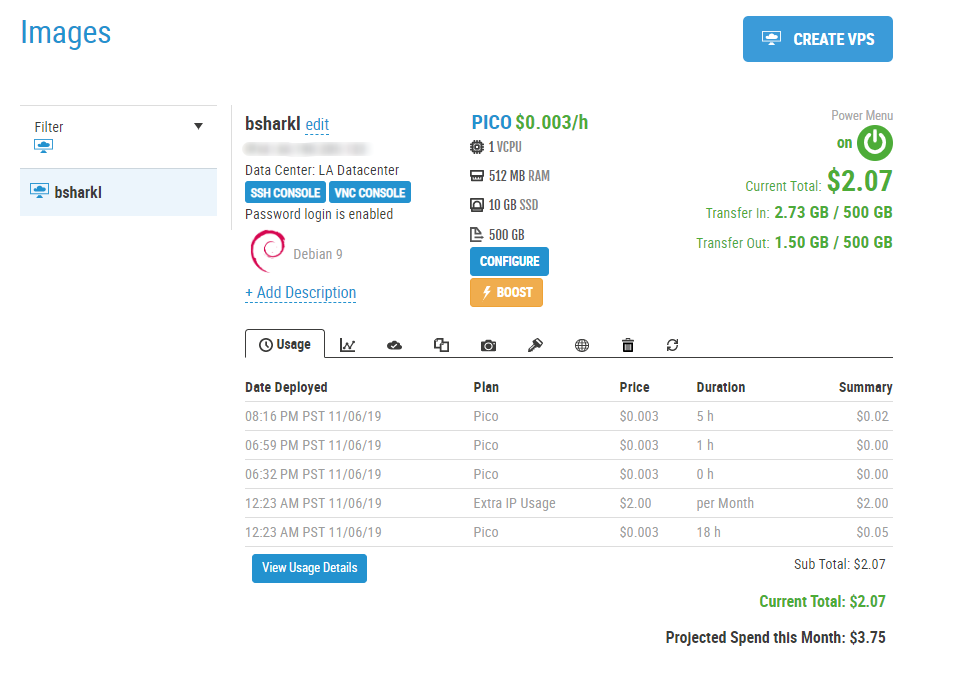 Images
CREATE VPS
Filter
bsharkl
bsharkl edit
Data Center: LA Datacenter
SSH CONSOLE VNC CONSOLE
Password login is enabled
Debian 9
+ Add Description
PICO $0.003/h
1 VCPU
512 MB RAM
10 GB SSD
500 GB
CONFIGURE
BOOST
Power Menu
on
Current Total: $2.07
Transfer In: 2.73 GB / 500 GB
Transfer Out: 1.50 GB / 500 GB
Usage
Date Deployed Plan Price Duration Summary
08:16 PM PST 11/06/19 Pico $0.003 5 h $0.02
06:59 PM PST 11/06/19 Pico $0.003 1 h $0.00
06:32 PM PST 11/06/19 Pico $0.003 0 h $0.00
12:23 AM PST 11/06/19 Extra IP Usage $2.00 per Month $2.00
12:23 AM PST 11/06/19 Pico $0.003 18 h $0.05
View Usage Details
Sub Total: $2.07
Current Total: $2.07
Projected Spend this Month: $3.75